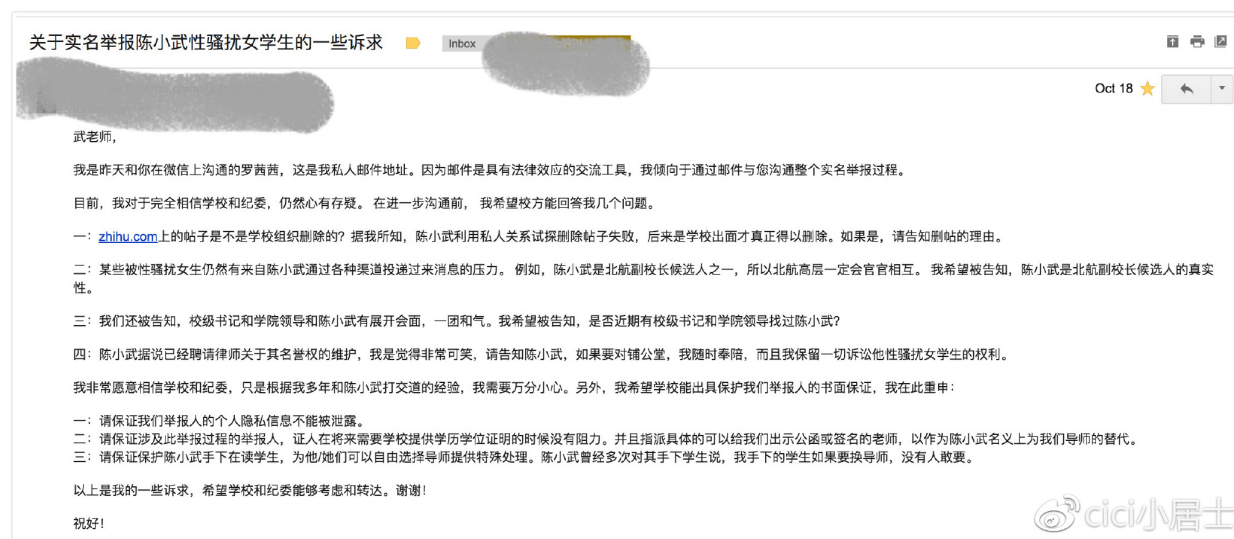 关于实名举报陈小武性骚扰女学生的一些诉求
Inbox
Oct 18
武老师,
我是昨天和你在微信上沟通的罗茜茜，这是我私人邮件地址。因为邮件是具有法律效应的交流工具，我倾向于通过邮件与您沟通整个实名举报过程。
目前，我对于完全相信学校和纪委，仍然心有存疑。 在进一步沟通前， 我希望校方能回答我几个问题。
一：zhihu.com上的帖子是不是学校组织删除的？据我所知，陈小武利用私人关系试探删除帖子失败，后来是学校出面才真正得以删除。如果是，请告知删帖的理由。
二：某些被性骚扰女生仍然有来自陈小武通过各种渠道投递过来消息的压力。 例如，陈小武是北航副校长候选人之一，所以北航高层一定会官官相互。 我希望被告知，陈小武是北航副校长候选人的真实
性。
三：我们还被告知，校级书记和学院领导和陈小武有展开会面，一团和气。我希望被告知，是否近期有校级书记和学院领导找过陈小武？
四：陈小武据说已经聘请律师关于其名誉权的维护，我是觉得非常可笑，请告知陈小武，如果要对铺公堂，我随时奉陪，而且我保留一切诉讼他性骚扰女学生的权利。
我非常愿意相信学校和纪委，只是根据我多年和陈小武打交道的经验，我需要万分小心。另外，我希望学校能出具保护我们举报人的书面保证，我在此重申：
一：请保证我们举报人的个人隐私信息不能被泄露。
二：请保证涉及此举报过程的举报人，证人在将来需要学校提供学历学位证明的时候没有阻力。并且指派具体的可以给我们出示公函或签名的老师，以作为陈小武名义上为我们导师的替代。
三：请保证保护陈小武手下在读学生，为他/她们可以自由选择导师提供特殊处理。陈小武曾经多次对其手下学生说，我手下的学生如果要换导师，没有人敢要。
以上是我的一些诉求，希望学校和纪委能够考虑和转达。谢谢！
祝好！
cici小居士